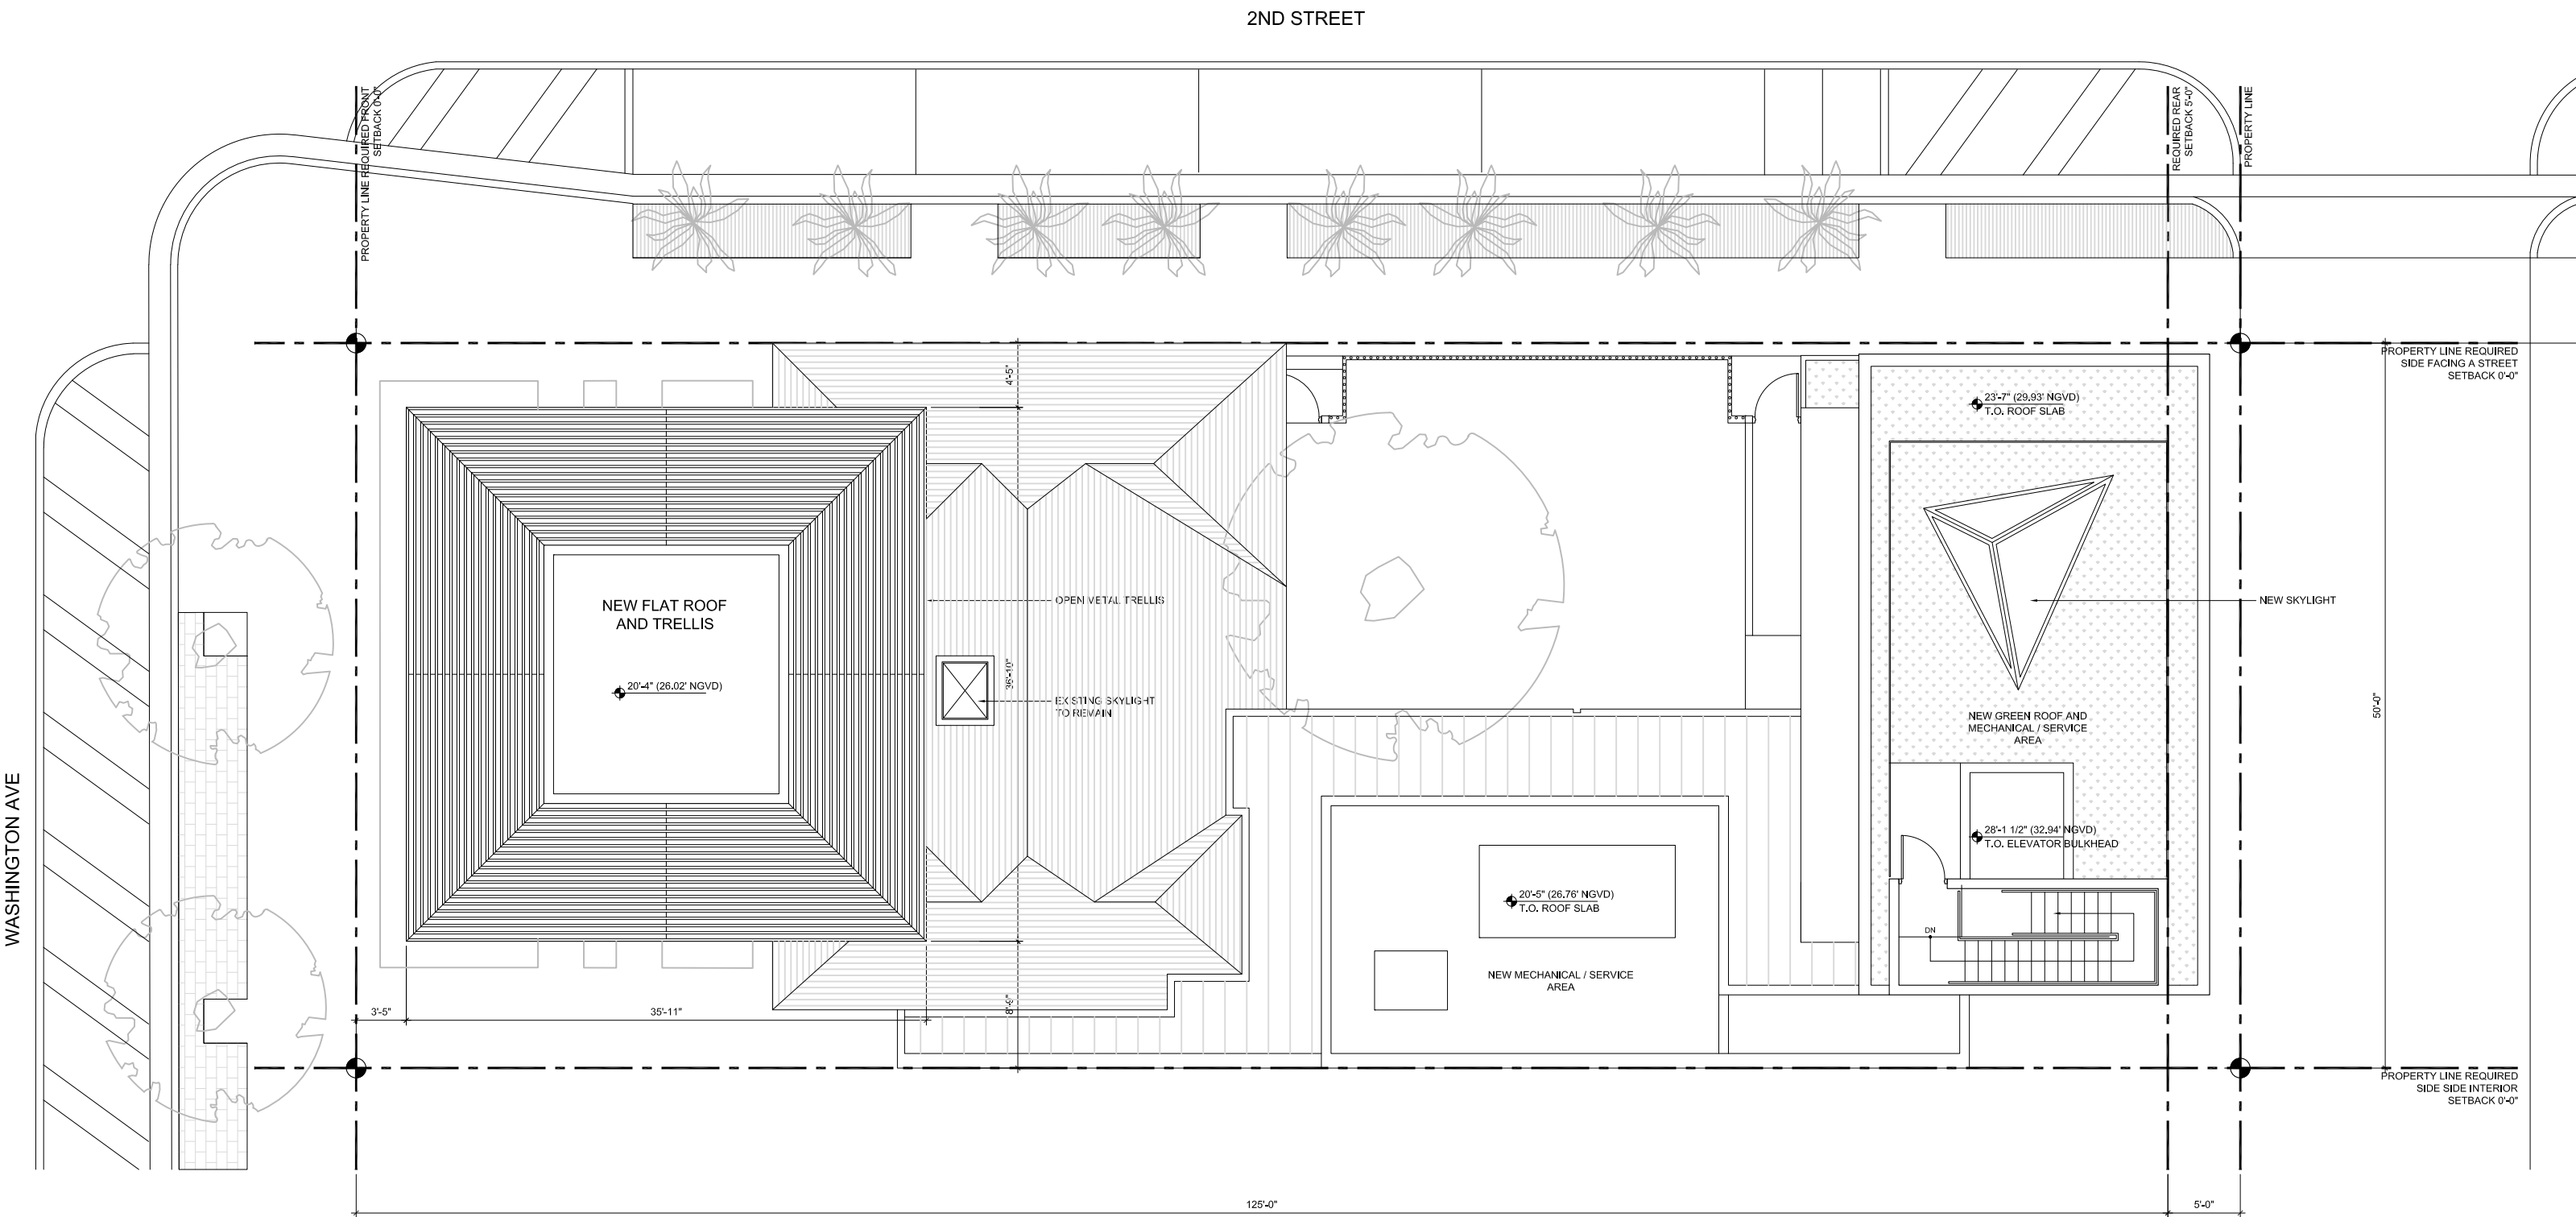 2ND STREET
PROPERTY LINE REQUIRED FRONT
SETBACK 0'-0"
REQUIRED REAR
SETBACK 5'-0"
PROPERTY LINE
PROPERTY LINE REQUIRED
SIDE FACING A STREET
SETBACK 0'-0"
4'-5"
23'-7" (29.93' NGVD)
T.O. ROOF SLAB
NEW FLAT ROOF
AND TRELLIS
OPEN METAL TRELLIS
NEW SKYLIGHT
20'-4" (26.02' NGVD)
36'-10"
EXISTING SKYLIGHT
TO REMAIN
50'-0"
NEW GREEN ROOF AND
MECHANICAL / SERVICE
AREA
WASHINGTON AVE
28'-1 1/2" (32.94' NGVD)
T.O. ELEVATOR BULKHEAD
20'-5" (26.76' NGVD)
T.O. ROOF SLAB
DN
NEW MECHANICAL / SERVICE
AREA
3'-5"
35'-11"
PROPERTY LINE REQUIRED
SIDE SIDE INTERIOR
SETBACK 0'-0"
125'-0"
5'-0"